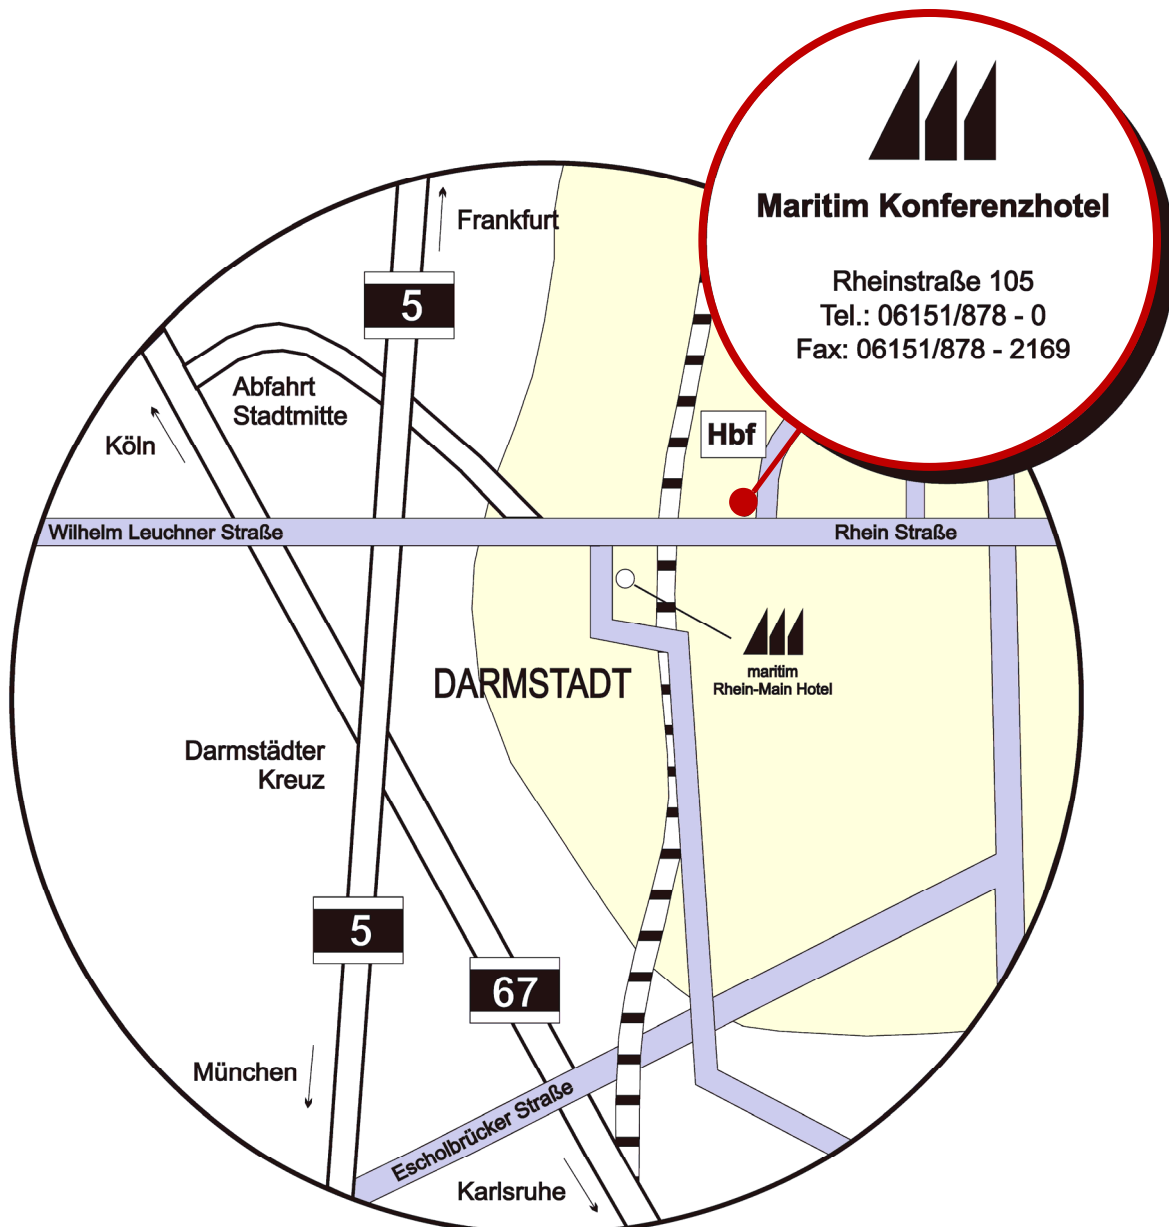 Maritim Konferenzhotel
Rheinstraße 105
Tel.: 06151/878 - 0
Fax: 06151/878 - 2169
Frankfurt
5
Abfahrt
Stadtmitte
Köln
Hbf
Wilhelm Leuchner Straße
Rhein Straße
DARMSTADT
maritim
Rhein-Main Hotel
Darmstädter
Kreuz
5
67
München
Escholbrücker Straße
Karlsruhe